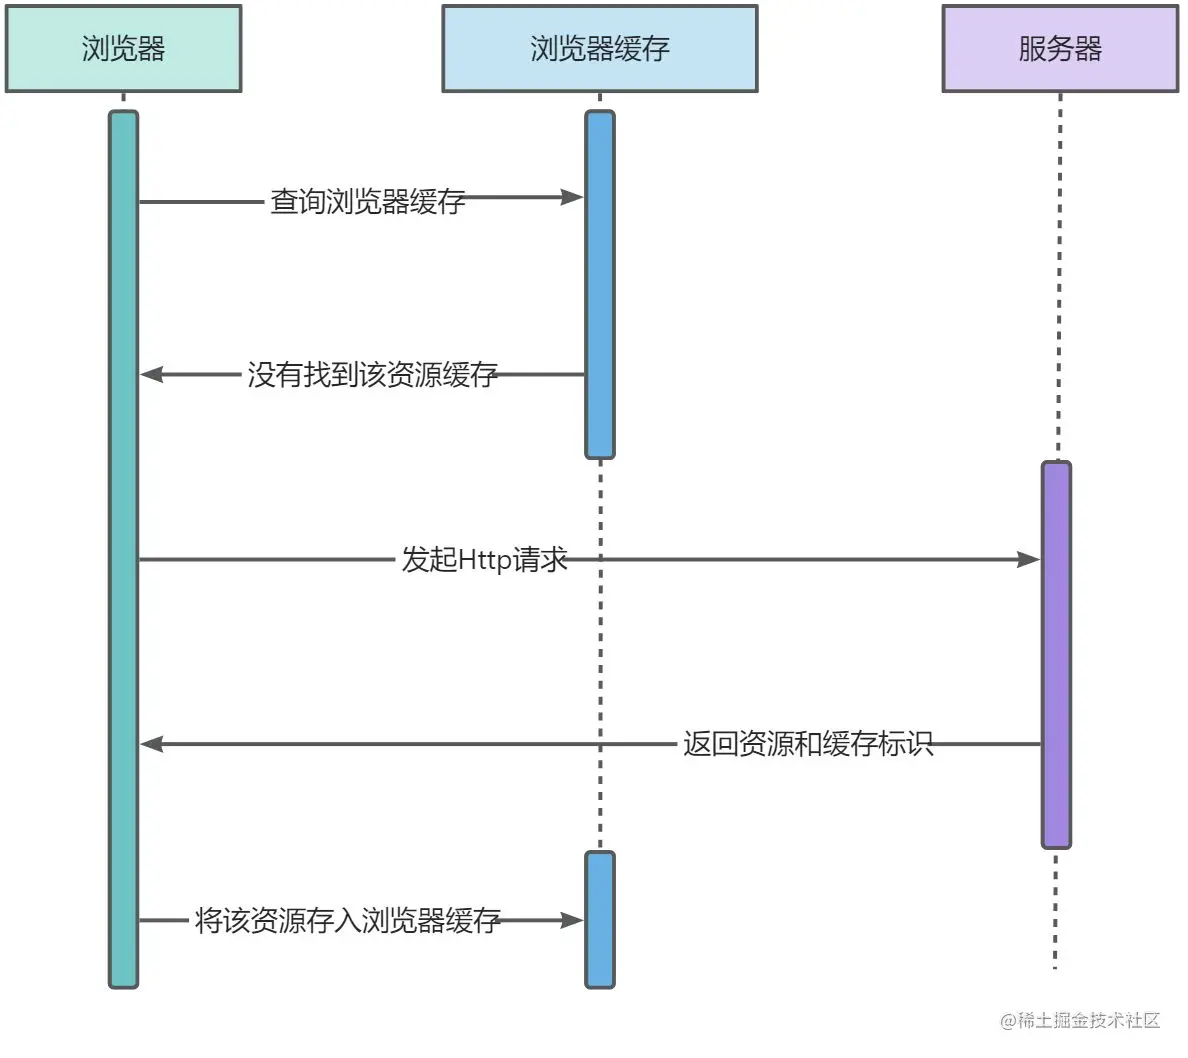 浏览器
浏览器缓存
服务器
查询浏览器缓存
没有找到该资源缓存
发起Http请求
返回资源和缓存标识
将该资源存入浏览器缓存
@稀土掘金技术社区